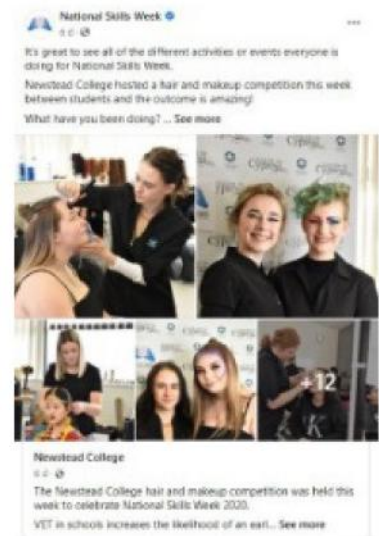 National Skills Week
It's great to see all of the different activities or events everyone is
doing for National Skills Week.
Newstead College hosted a hair and makeup competition this week
between students and the outcome is amazing!
What have you been doing? ... See more
+12
Newstead College
The Newstead College hair and makeup competition was held this
week to celebrate National Skills Week 2020.
VET in schools increases the likelihood of an earl... See more